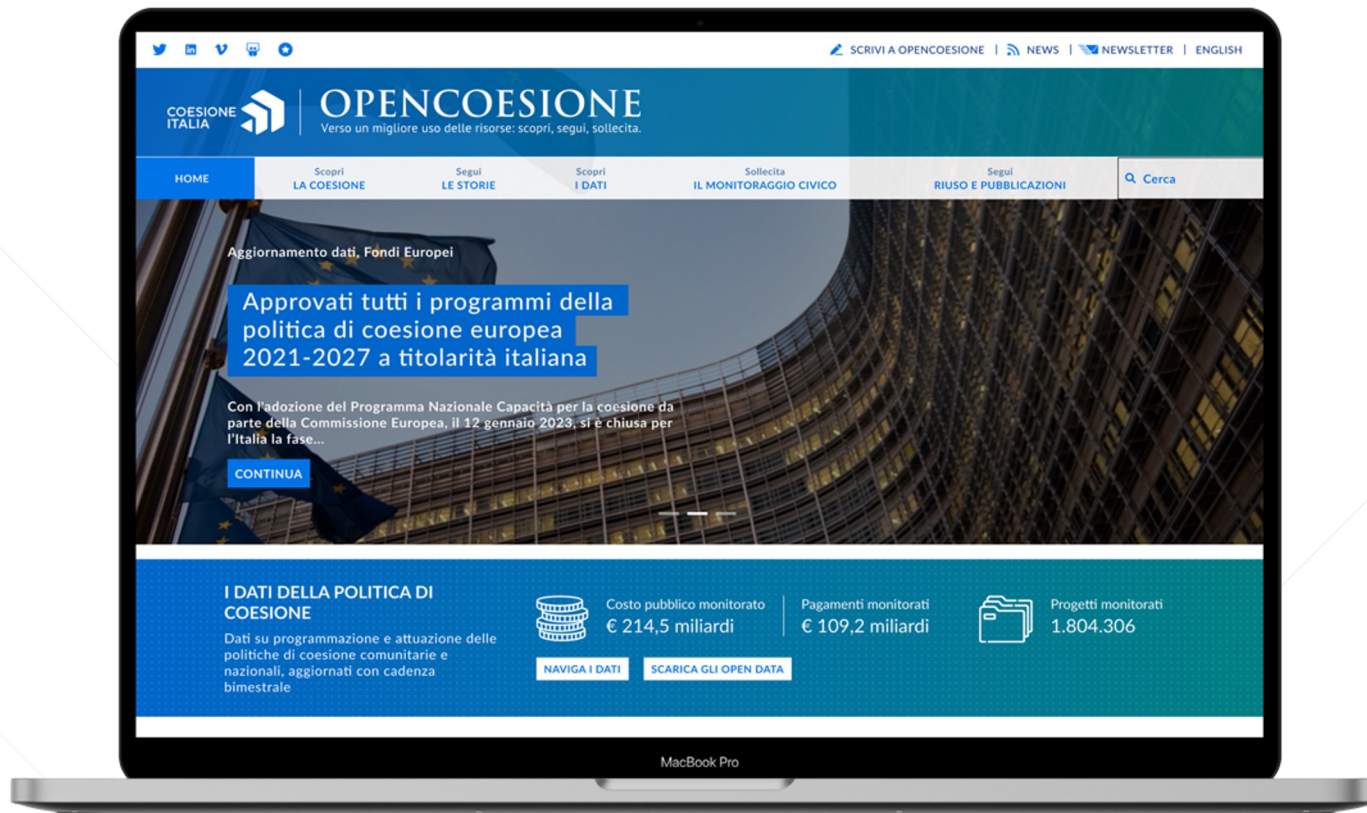 SCRIVI A OPENCOESIONE | NEWS | NEWSLETTER | ENGLISH
COESIONE
ITALIA
OPENCOESIONE
Verso un migliore uso delle risorse: scopri, segui, sollecita.
HOME
Scopri
LA COESIONE
Segui
LE STORIE
Scopri
I DATI
Sollecita
IL MONITORAGGIO CIVICO
Segui
RIUSO E PUBBLICAZIONI
Cerca
Aggiornamento dati, Fondi Europei
Approvati tutti i programmi della
politica di coesione europea
2021-2027 a titolarità italiana
Con l'adozione del Programma Nazionale Capacità per la coesione da
parte della Commissione Europea, il 12 gennaio 2023, si è chiusa per
l'Italia la fase...
CONTINUA
I DATI DELLA POLITICA DI
COESIONE
Dati su programmazione e attuazione delle
politiche di coesione comunitarie e
nazionali, aggiornati con cadenza
bimestrale
Costo pubblico monitorato
€ 214,5 miliardi
Pagamenti monitorati
€ 109,2 miliardi
Progetti monitorati
1.804.306
NAVIGA I DATI
SCARICA GLI OPEN DATA
MacBook Pro